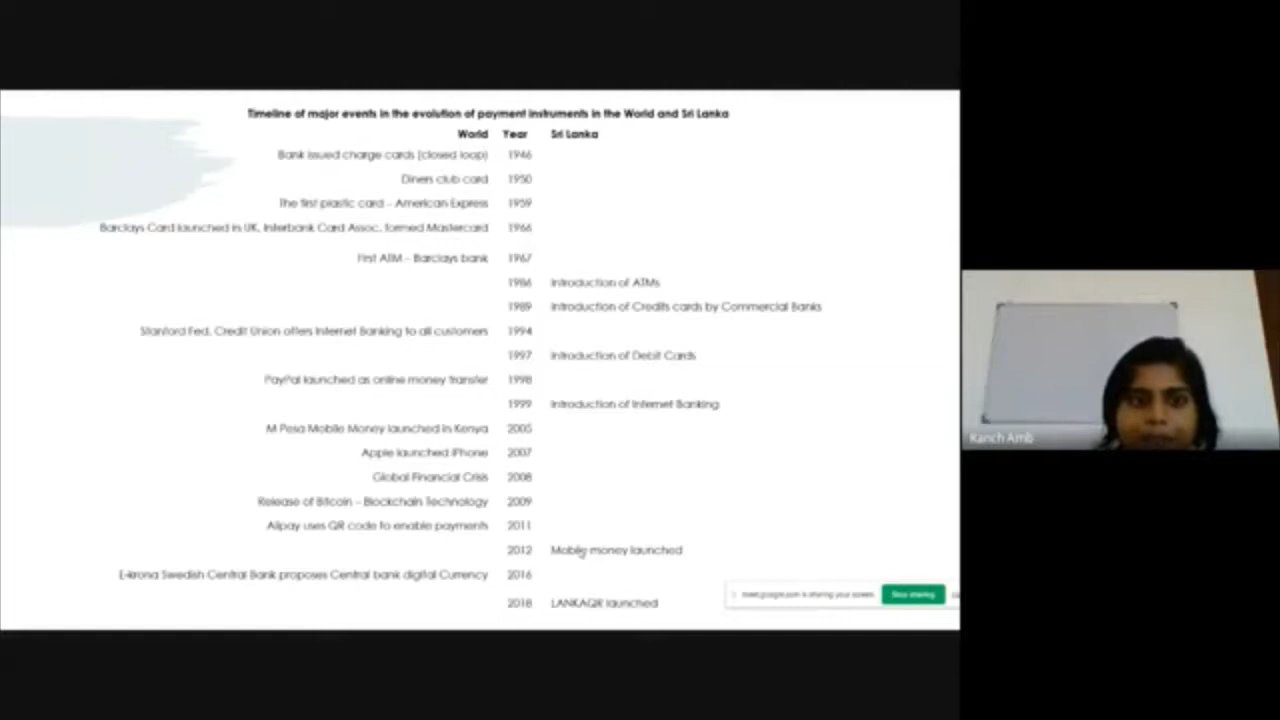 Timeline of major events in the evolution of payment instruments in the World and Sri Lanka
World Year Sri Lanka
Bank issued charge cards (closed loop) 1946
Diners club card 1950
The first plastic card – American Express 1959
Barclays Card launched in UK, Interbank Card Assoc. formed Mastercard 1966
First ATM – Barclays bank 1967
1986 Introduction of ATMs
1989 Introduction of Credits cards by Commercial Banks
Stanford Fed. Credit Union offers Internet Banking to all customers 1994
1997 Introduction of Debit Cards
PayPal launched as online money transfer 1998
1999 Introduction of Internet Banking
M Pesa Mobile Money launched in Kenya 2005
Apple launched iPhone 2007
Global Financial Crisis 2008
Release of Bitcoin – Blockchain Technology 2009
Alipay uses QR code to enable payments 2011
2012 Mobile money launched
E-krona Swedish Central Bank proposes Central bank digital Currency 2016
2018 LANKAQR launched
meet.google.com is sharing your screen. Stop sharing
Kanch Amb